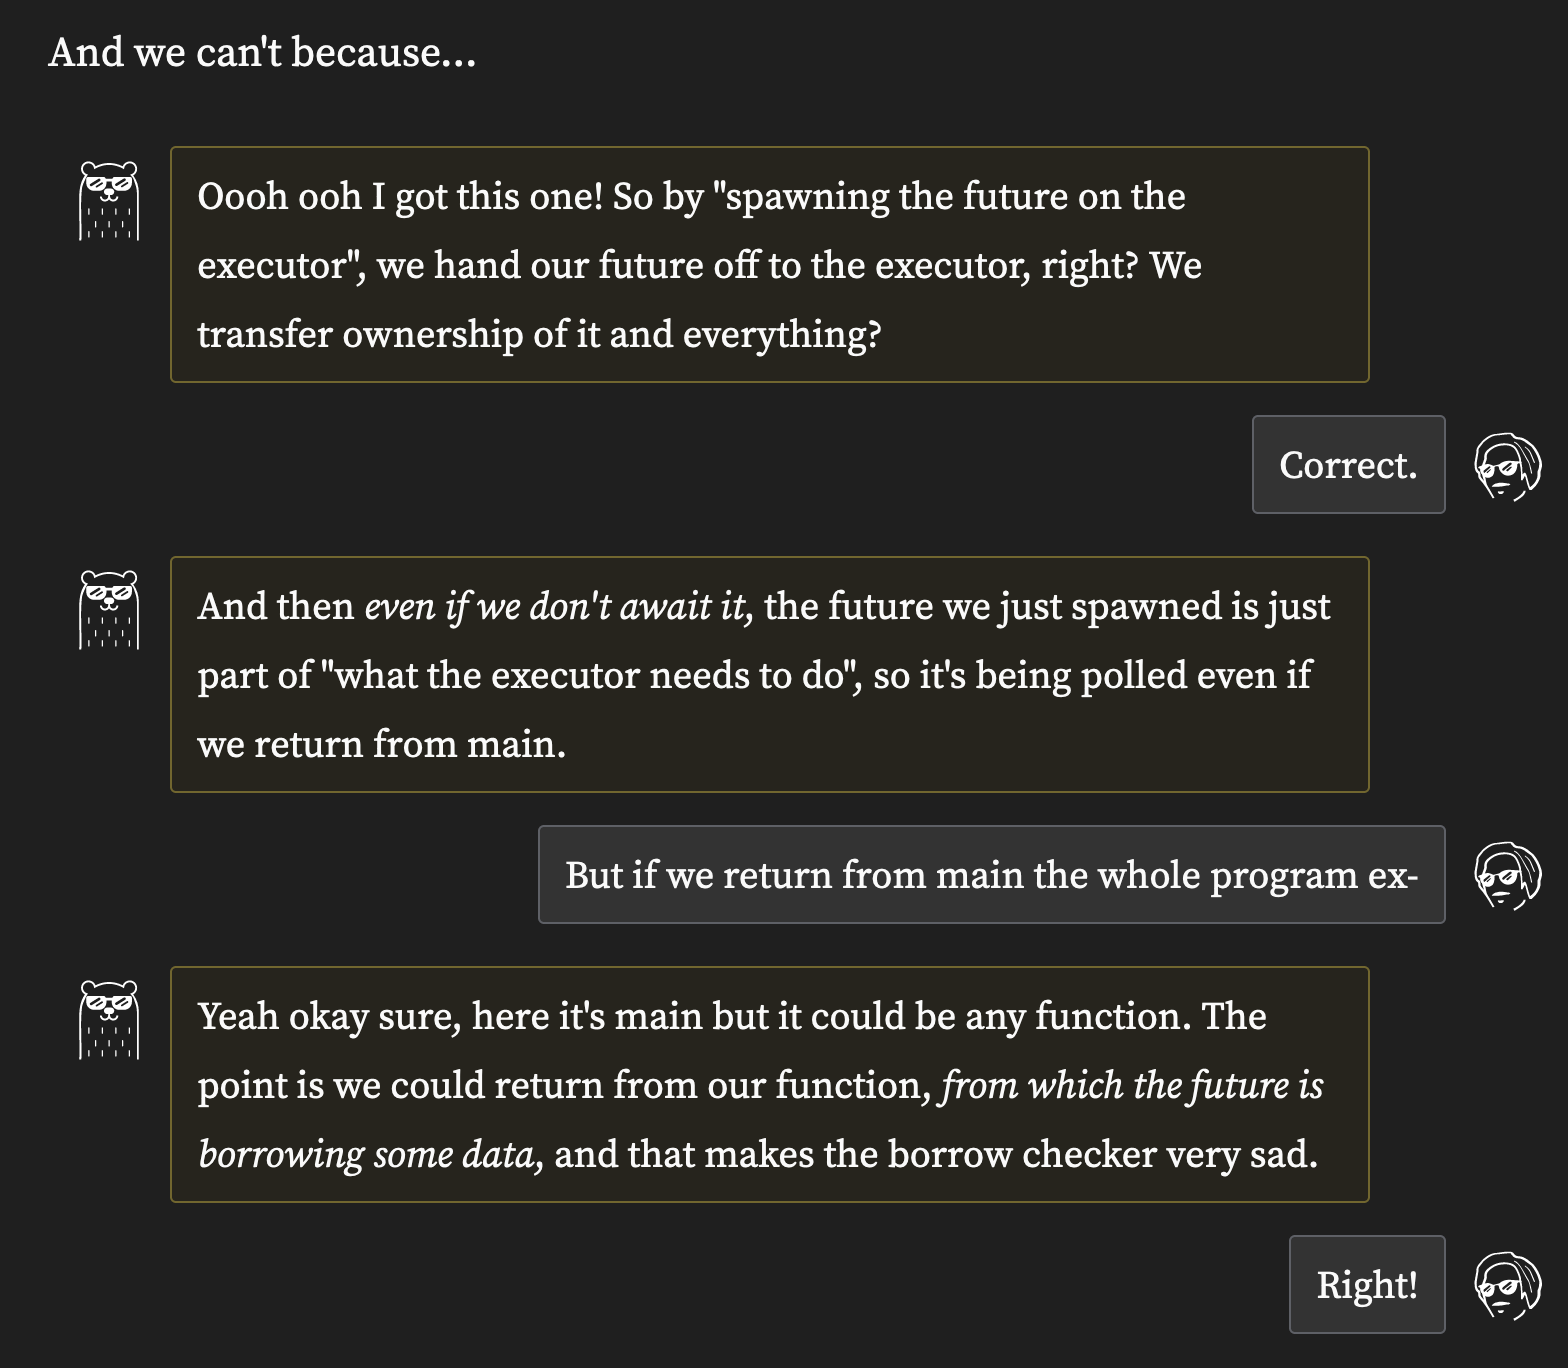 And we can't because...
Oooh ooh I got this one! So by "spawning the future on the
executor", we hand our future off to the executor, right? We
transfer ownership of it and everything?
Correct.
And then even if we don't await it, the future we just spawned is just
part of "what the executor needs to do", so it's being polled even if
we return from main.
But if we return from main the whole program ex-
Yeah okay sure, here it's main but it could be any function. The
point is we could return from our function, from which the future is
borrowing some data, and that makes the borrow checker very sad.
Right!